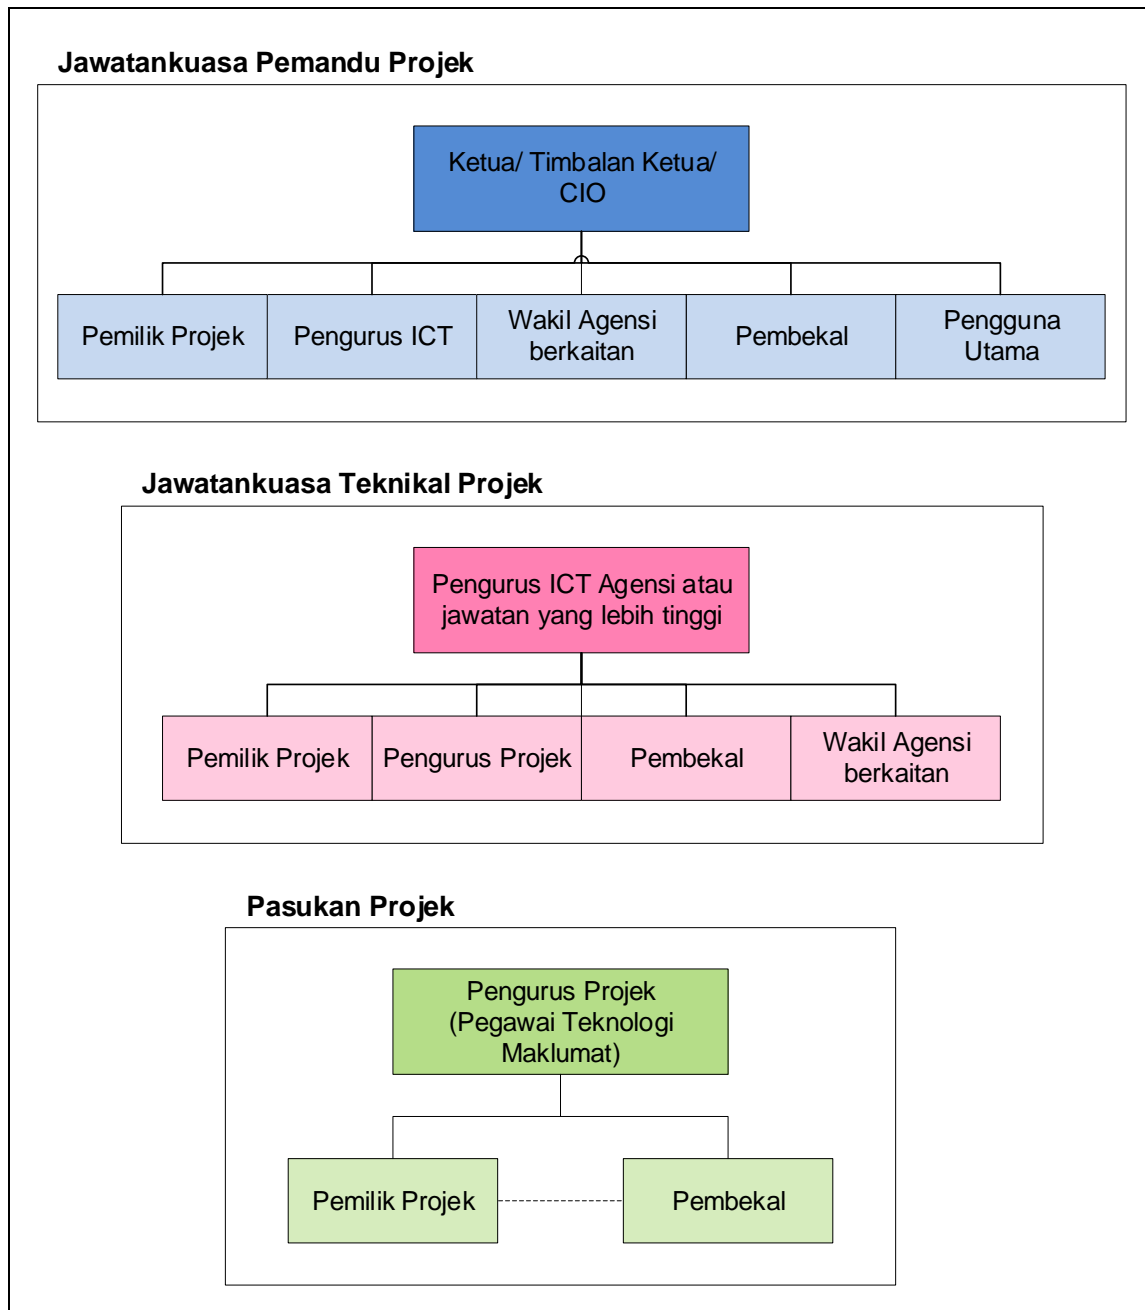 Jawatankuasa Pemandu Projek
Ketua/ Timbalan Ketua/
CIO
Pemilik Projek
Pengurus ICT
Wakil Agensi
berkaitan
Pembekal
Pengguna
Utama
Jawatankuasa Teknikal Projek
Pengurus ICT Agensi atau
jawatan yang lebih tinggi
Pemilik Projek
Pengurus Projek
Pembekal
Wakil Agensi
berkaitan
Pasukan Projek
Pengurus Projek
(Pegawai Teknologi
Maklumat)
Pemilik Projek
Pembekal